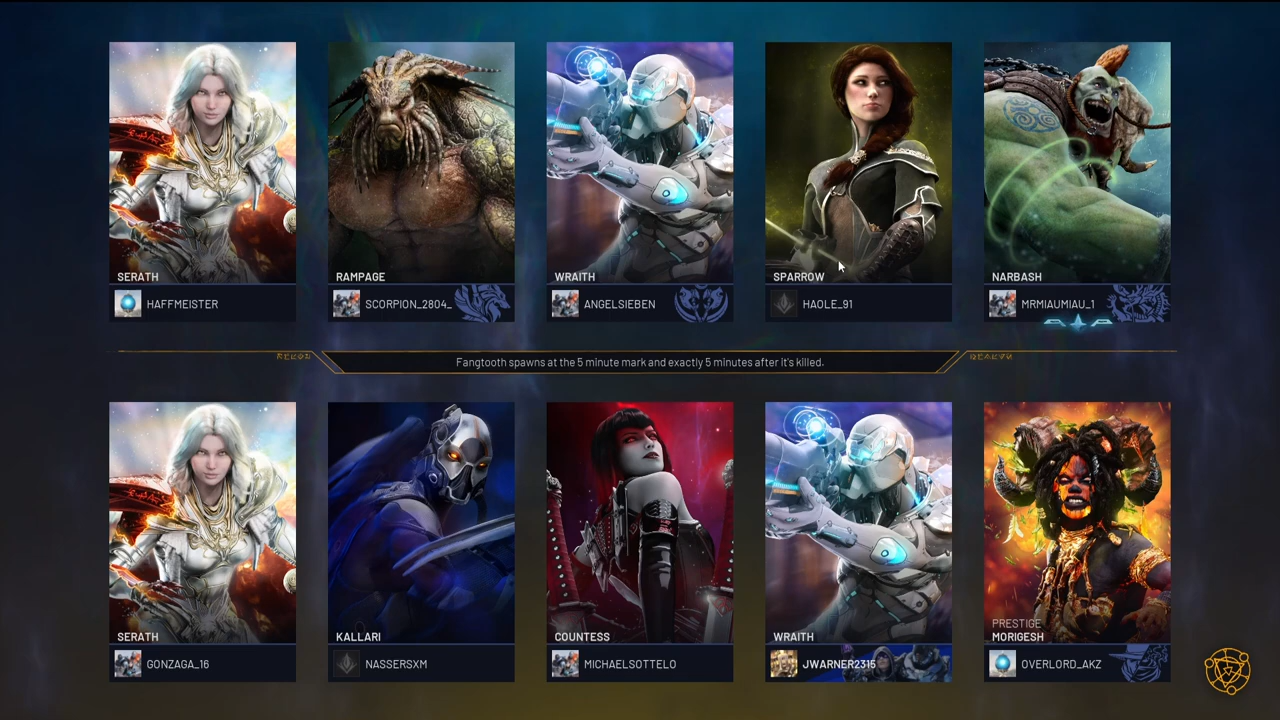 SERATH
HAFFMEISTER
RAMPAGE
SCORPION_2804_
WRAITH
ANGELSIEBEN
SPARROW
HAOLE_91
NARBASH
MRMIAUMIAU_1
Fangtooth spawns at the 5 minute mark and exactly 5 minutes after it's killed.
SERATH
GONZAGA_16
KALLARI
NASSERSXM
COUNTESS
MICHAELSOTTELO
WRAITH
JWARNER2315
PRESTIGE
MORIGESH
OVERLORD_AKZ